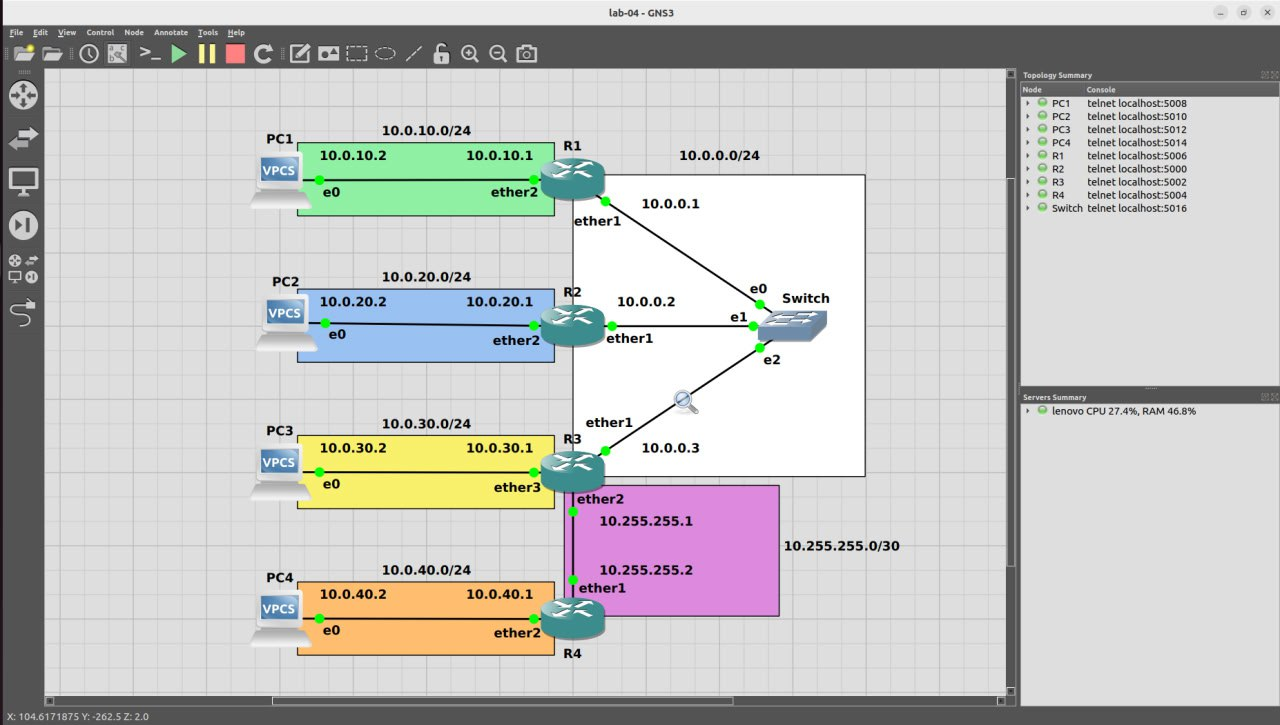 lab-04 - GNS3
File Edit View Control Node Annotate Tools Help
Topology Summary
Node Console
PC1 telnet localhost:5008
PC2 telnet localhost:5010
PC3 telnet localhost:5012
PC4 telnet localhost:5014
R1 telnet localhost:5006
R2 telnet localhost:5000
R3 telnet localhost:5002
R4 telnet localhost:5004
Switch telnet localhost:5016
Servers Summary
lenovo CPU 27.4%, RAM 46.8%
10.0.10.0/24
PC1
R1
10.0.10.2 10.0.10.1
10.0.0.0/24
VPCS
e0
ether2
10.0.0.1
ether1
10.0.20.0/24
PC2
R2
e0
Switch
10.0.20.2 10.0.20.1
10.0.0.2
VPCS
e1
e0
ether2
ether1
e2
10.0.30.0/24
ether1
PC3
R3
10.0.30.2 10.0.30.1
10.0.0.3
VPCS
e0
ether3
ether2
10.255.255.1
10.255.255.0/30
10.0.40.0/24
10.255.255.2
PC4
ether1
10.0.40.2 10.0.40.1
VPCS
e0
ether2
R4
X: 104.6171875 Y: -262.5 Z: 2.0